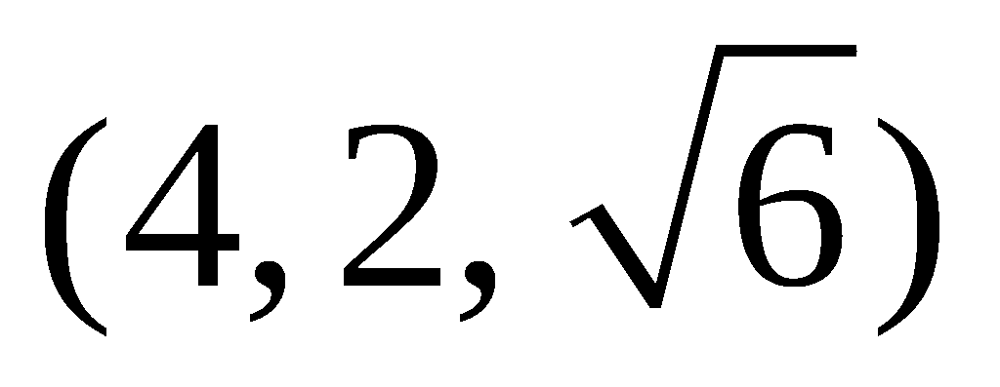 (4, 2, √6)